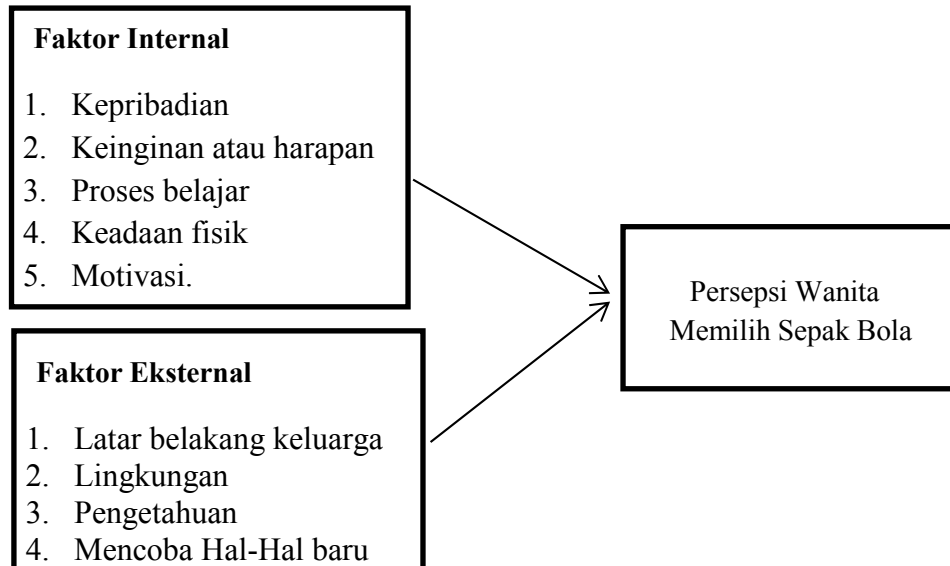 Faktor Internal
1. Kepribadian
2. Keinginan atau harapan
3. Proses belajar
4. Keadaan fisik
5. Motivasi.
Faktor Eksternal
1. Latar belakang keluarga
2. Lingkungan
3. Pengetahuan
4. Mencoba Hal-Hal baru
Persepsi Wanita
Memilih Sepak Bola